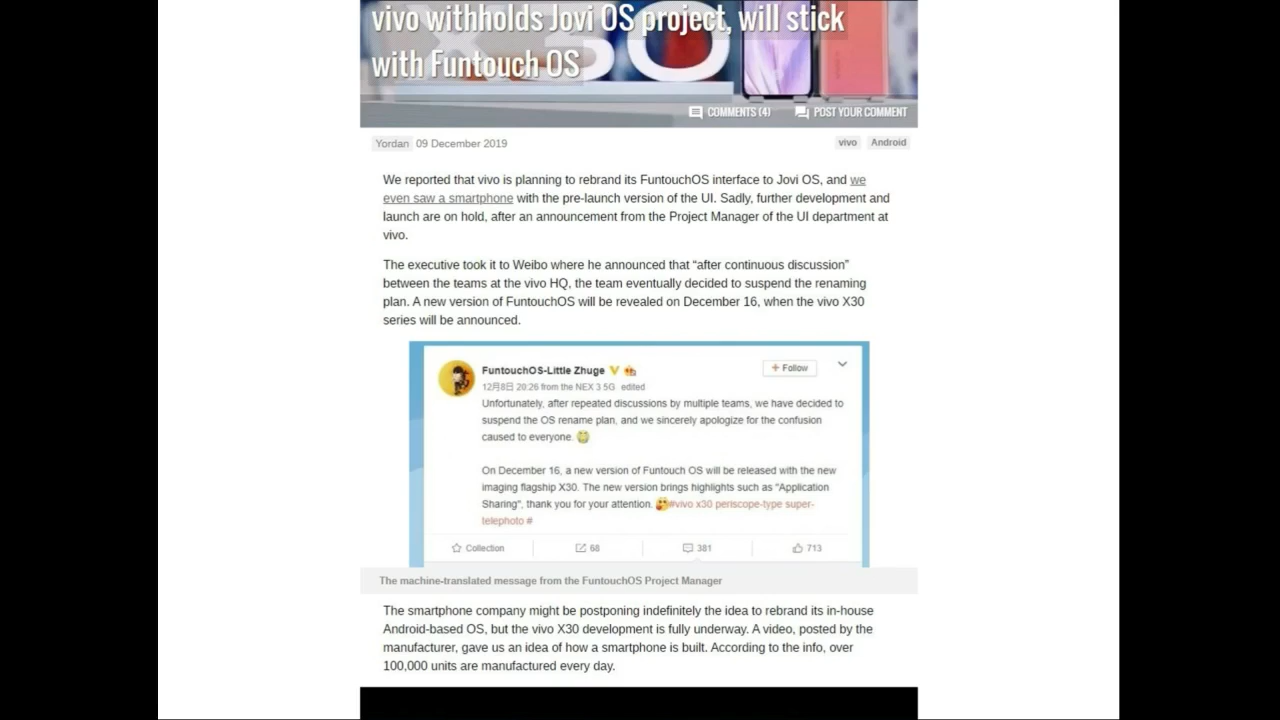 vivo withholds Jovi OS project, will stick
with Funtouch OS
COMMENTS (4) POST YOUR COMMENT
Yordan 09 December 2019 vivo Android
We reported that vivo is planning to rebrand its FuntouchOS interface to Jovi OS, and we
even saw a smartphone with the pre-launch version of the UI. Sadly, further development and
launch are on hold, after an announcement from the Project Manager of the UI department at
vivo.
The executive took it to Weibo where he announced that “after continuous discussion”
between the teams at the vivo HQ, the team eventually decided to suspend the renaming
plan. A new version of FuntouchOS will be revealed on December 16, when the vivo X30
series will be announced.
FuntouchOS-Little Zhuge + Follow
12月8日 20:26 from the NEX 3 5G edited
Unfortunately, after repeated discussions by multiple teams, we have decided to
suspend the OS rename plan, and we sincerely apologize for the confusion
caused to everyone.
On December 16, a new version of Funtouch OS will be released with the new
imaging flagship X30. The new version brings highlights such as "Application
Sharing", thank you for your attention. #vivo x30 periscope-type super-
telephoto #
Collection 68 381 713
The machine-translated message from the FuntouchOS Project Manager
The smartphone company might be postponing indefinitely the idea to rebrand its in-house
Android-based OS, but the vivo X30 development is fully underway. A video, posted by the
manufacturer, gave us an idea of how a smartphone is built. According to the info, over
100,000 units are manufactured every day.